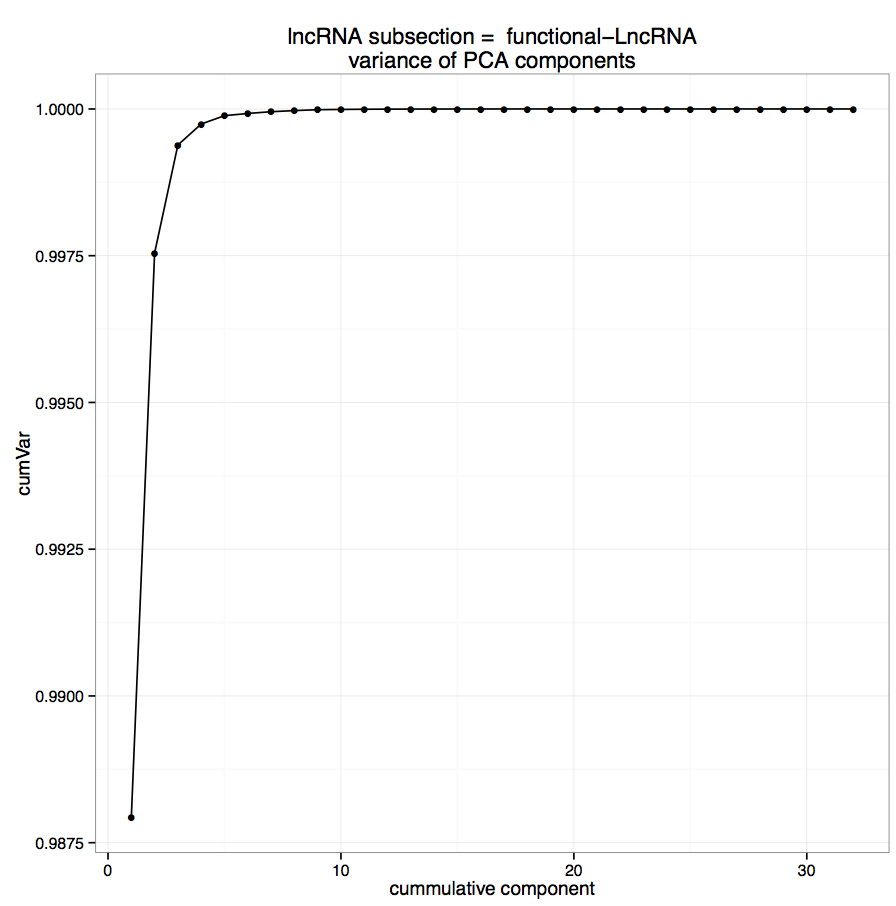 lncRNA subsection =  functional−LncRNA
variance of PCA components
1.0000
0.9975
0.9950
0.9925
0.9900
0.9875
cumVar
0 10 20 30
cummulative component